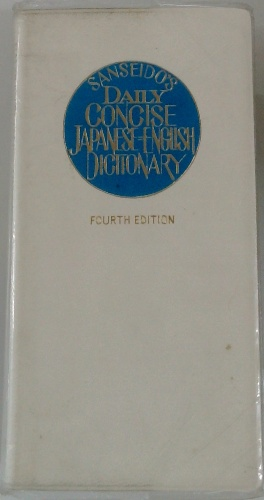 SANSEIDO'S
DAILY
CONCISE
JAPANESE-ENGLISH
DICTIONARY
FOURTH EDITION